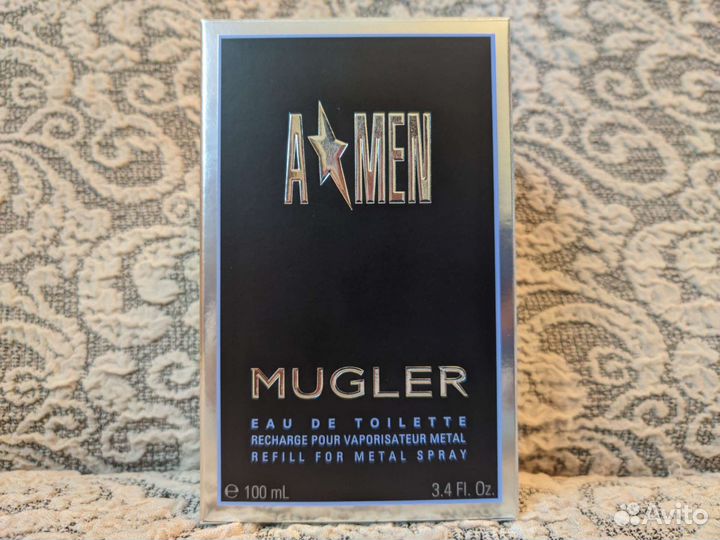 A★MEN
MUGLER
EAU DE TOILETTE
RECHARGE POUR VAPORISATEUR METAL
REFILL FOR METAL SPRAY
℮ 100 mL 3.4 Fl. Oz.
Avito